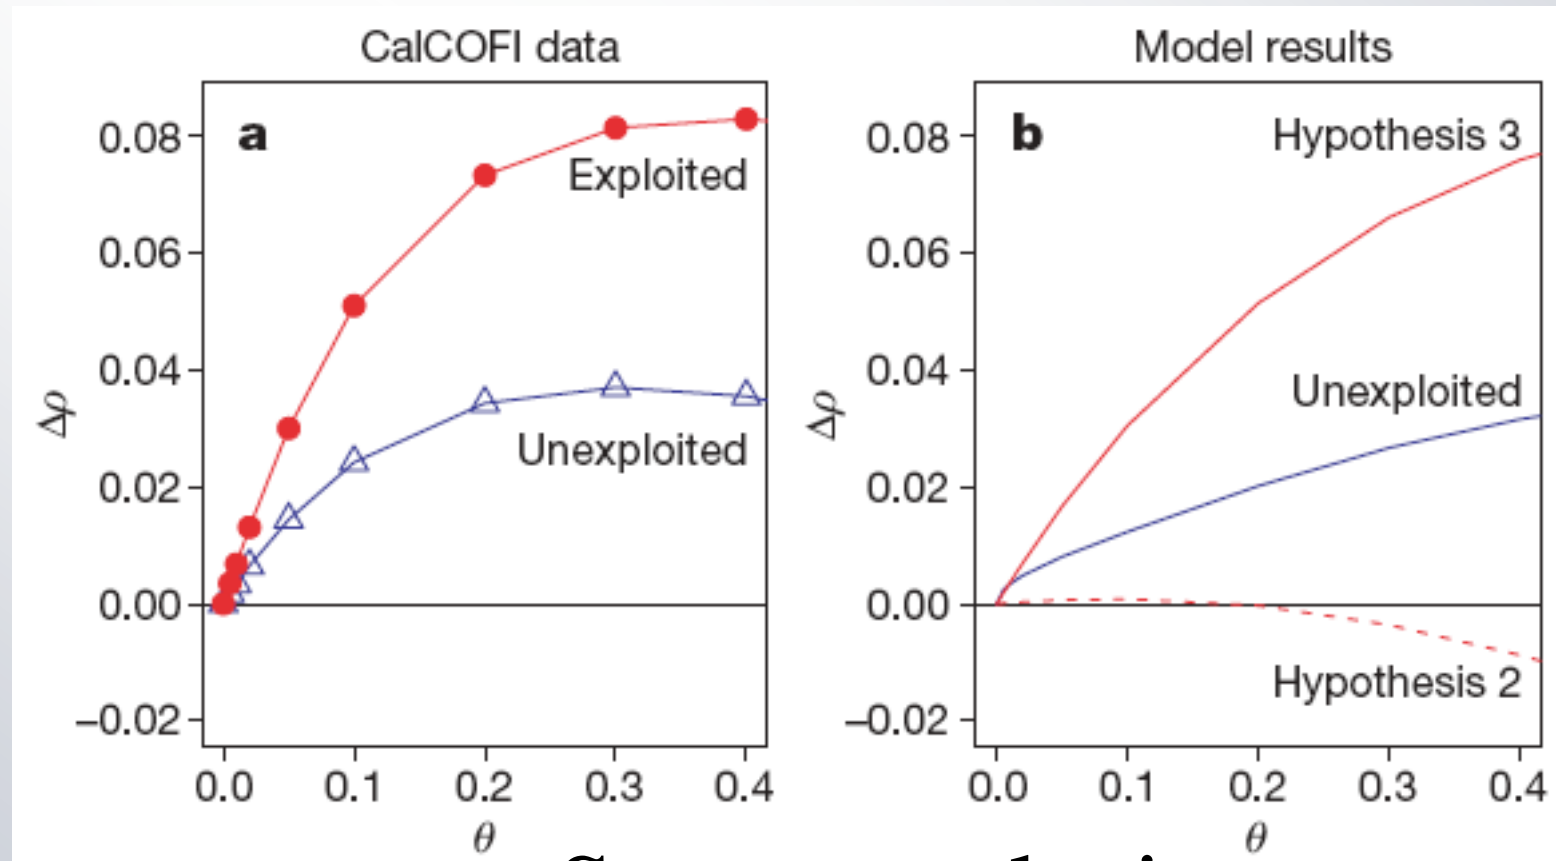 CalCOFI data
a
Exploited
Unexploited
0.08
0.06
0.04
0.02
0.00
−0.02
Δρ
0.0 0.1 0.2 0.3 0.4
θ
Model results
b
Hypothesis 3
Unexploited
Hypothesis 2
0.08
0.06
0.04
0.02
0.00
−0.02
Δρ
0.0 0.1 0.2 0.3 0.4
θ